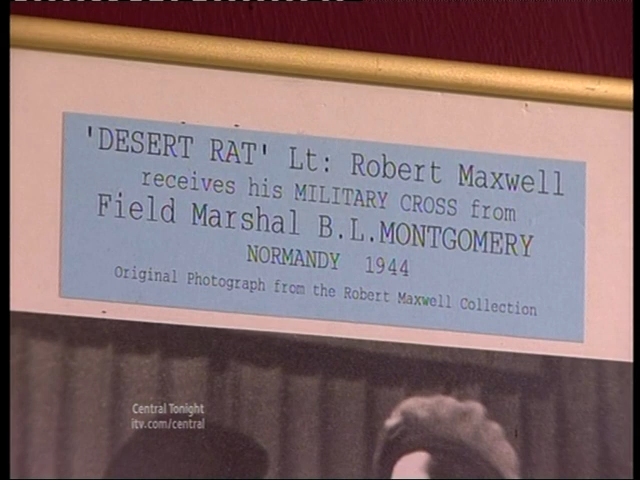 'DESERT RAT' Lt: Robert Maxwell
receives his MILITARY CROSS from
Field Marshal B.L.MONTGOMERY
NORMANDY 1944
Original Photograph from the Robert Maxwell Collection
Central Tonight
itv.com/central